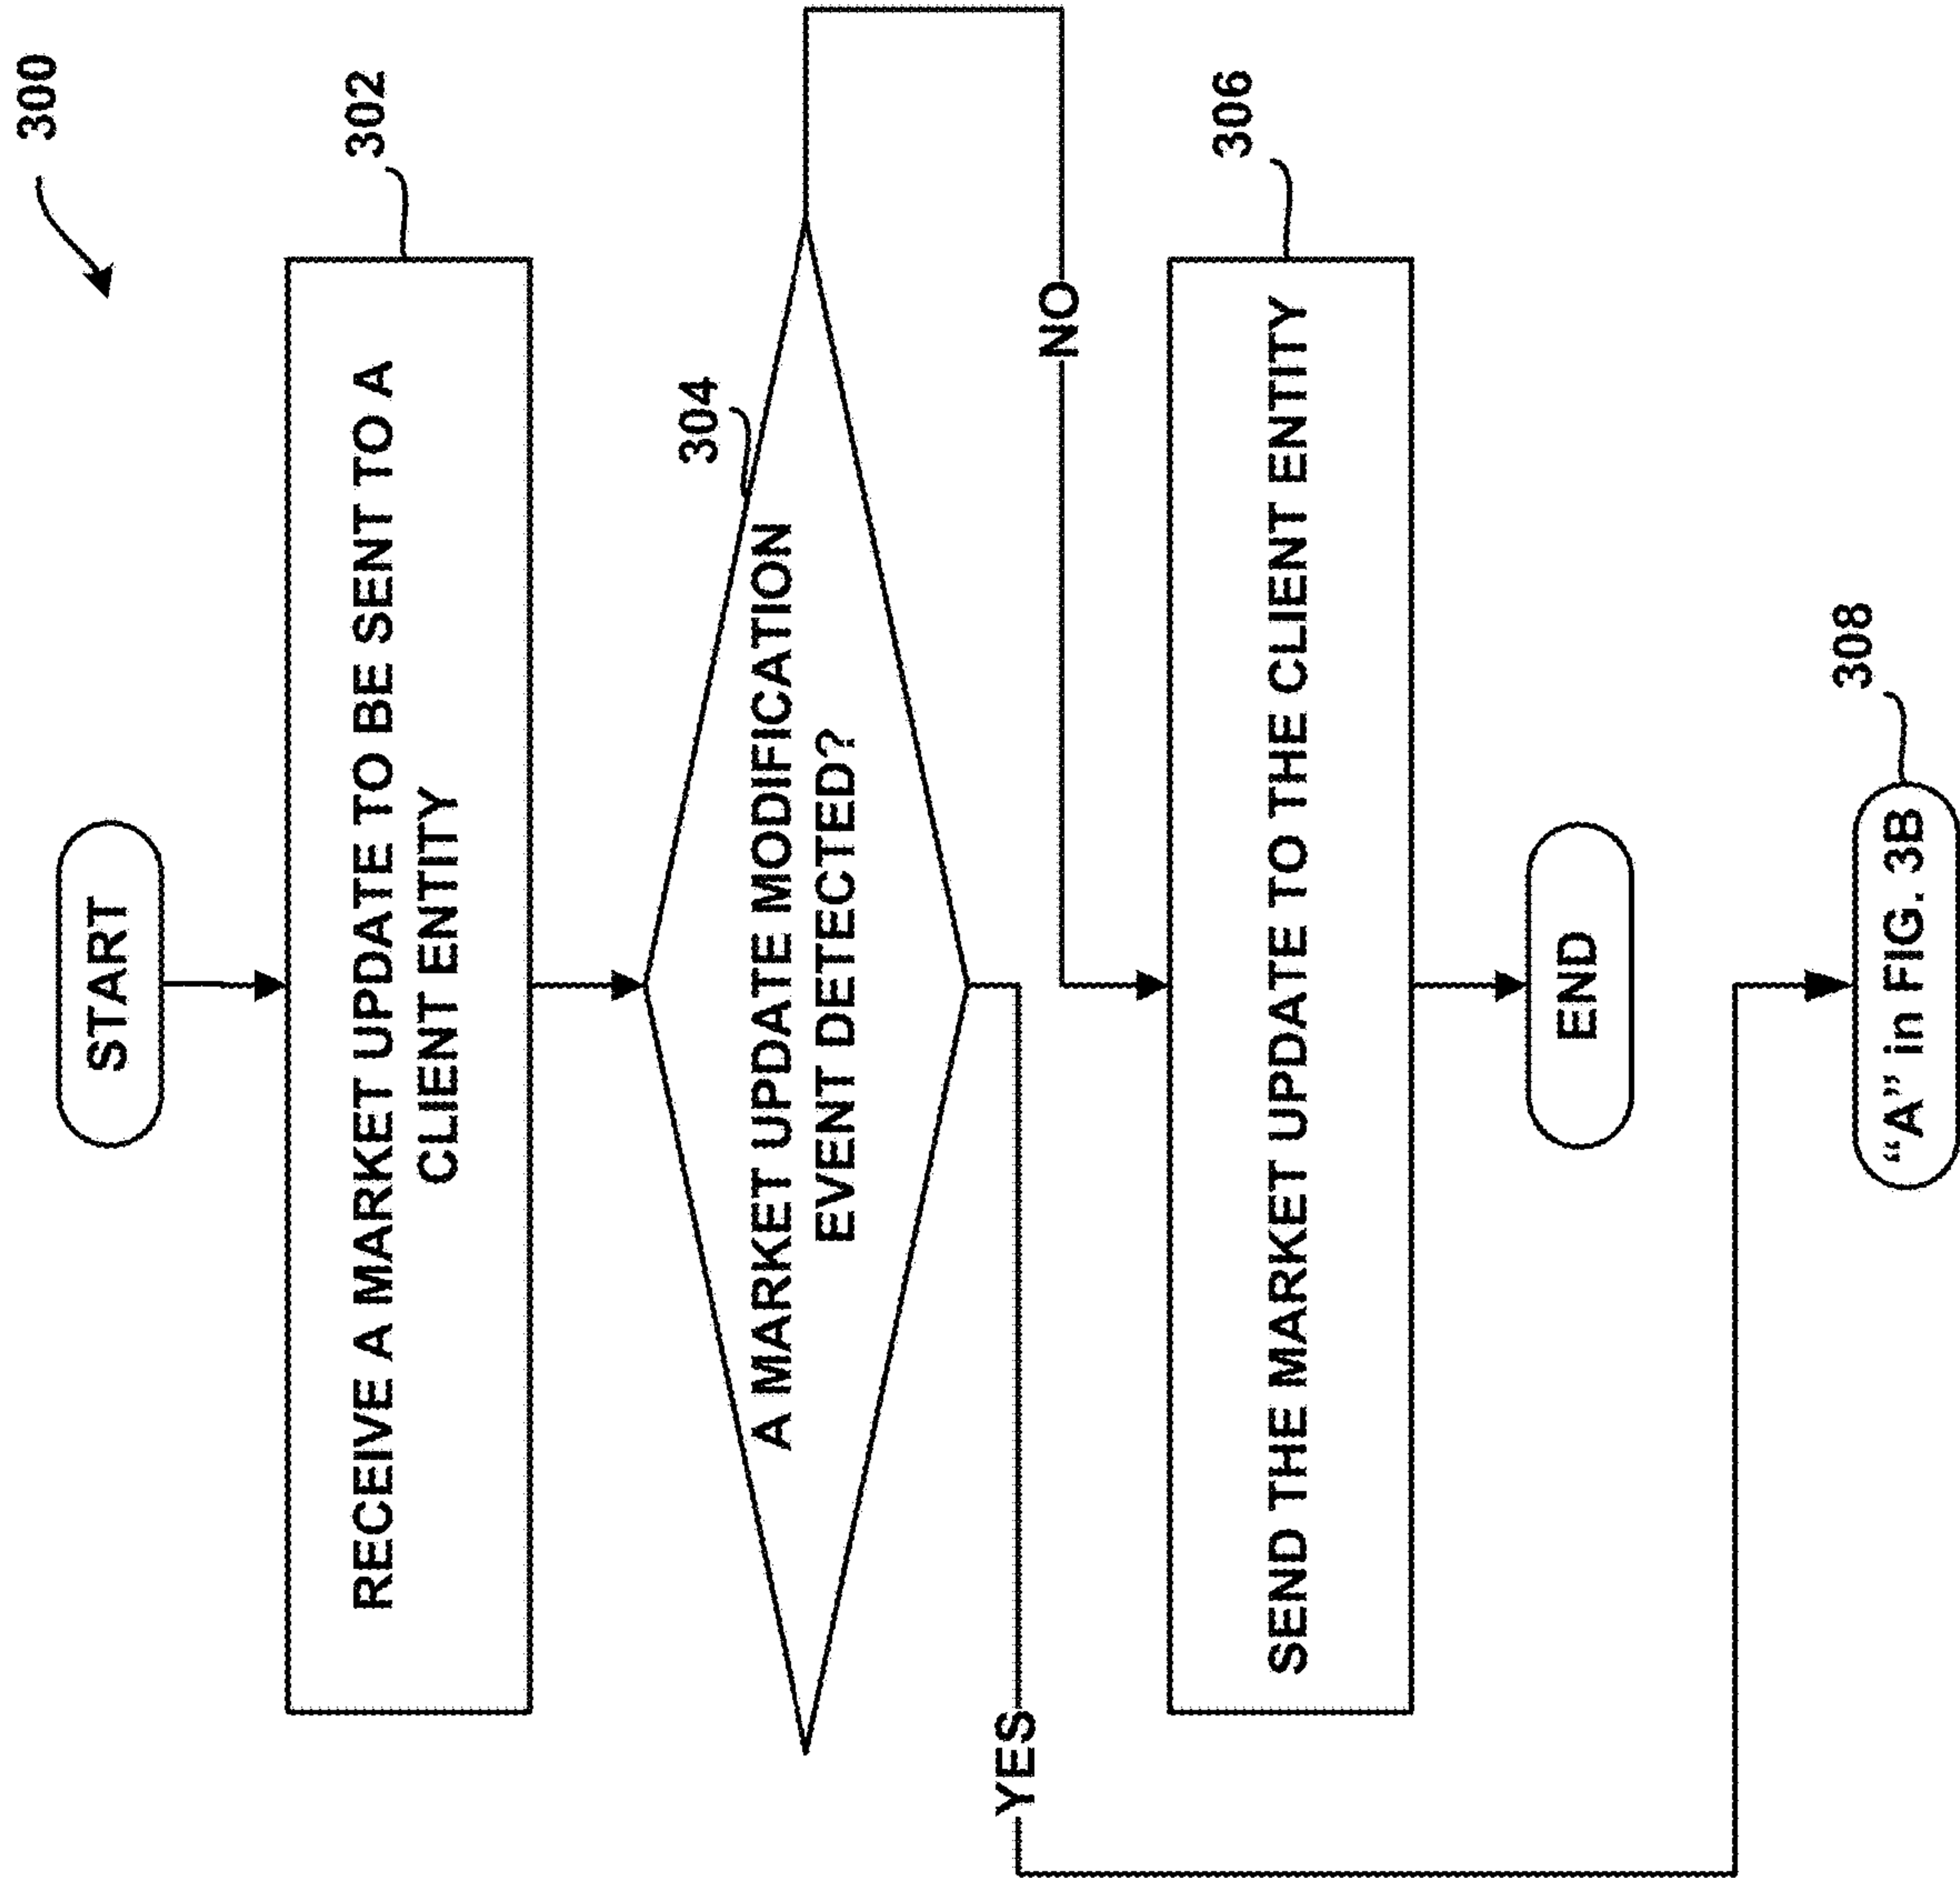 300
START
302
RECEIVE A MARKET UPDATE TO BE SENT TO A
CLIENT ENTITY
304
A MARKET UPDATE MODIFICATION
EVENT DETECTED?
YES
NO
306
SEND THE MARKET UPDATE TO THE CLIENT ENTITY
END
308
“A” in FIG. 3B